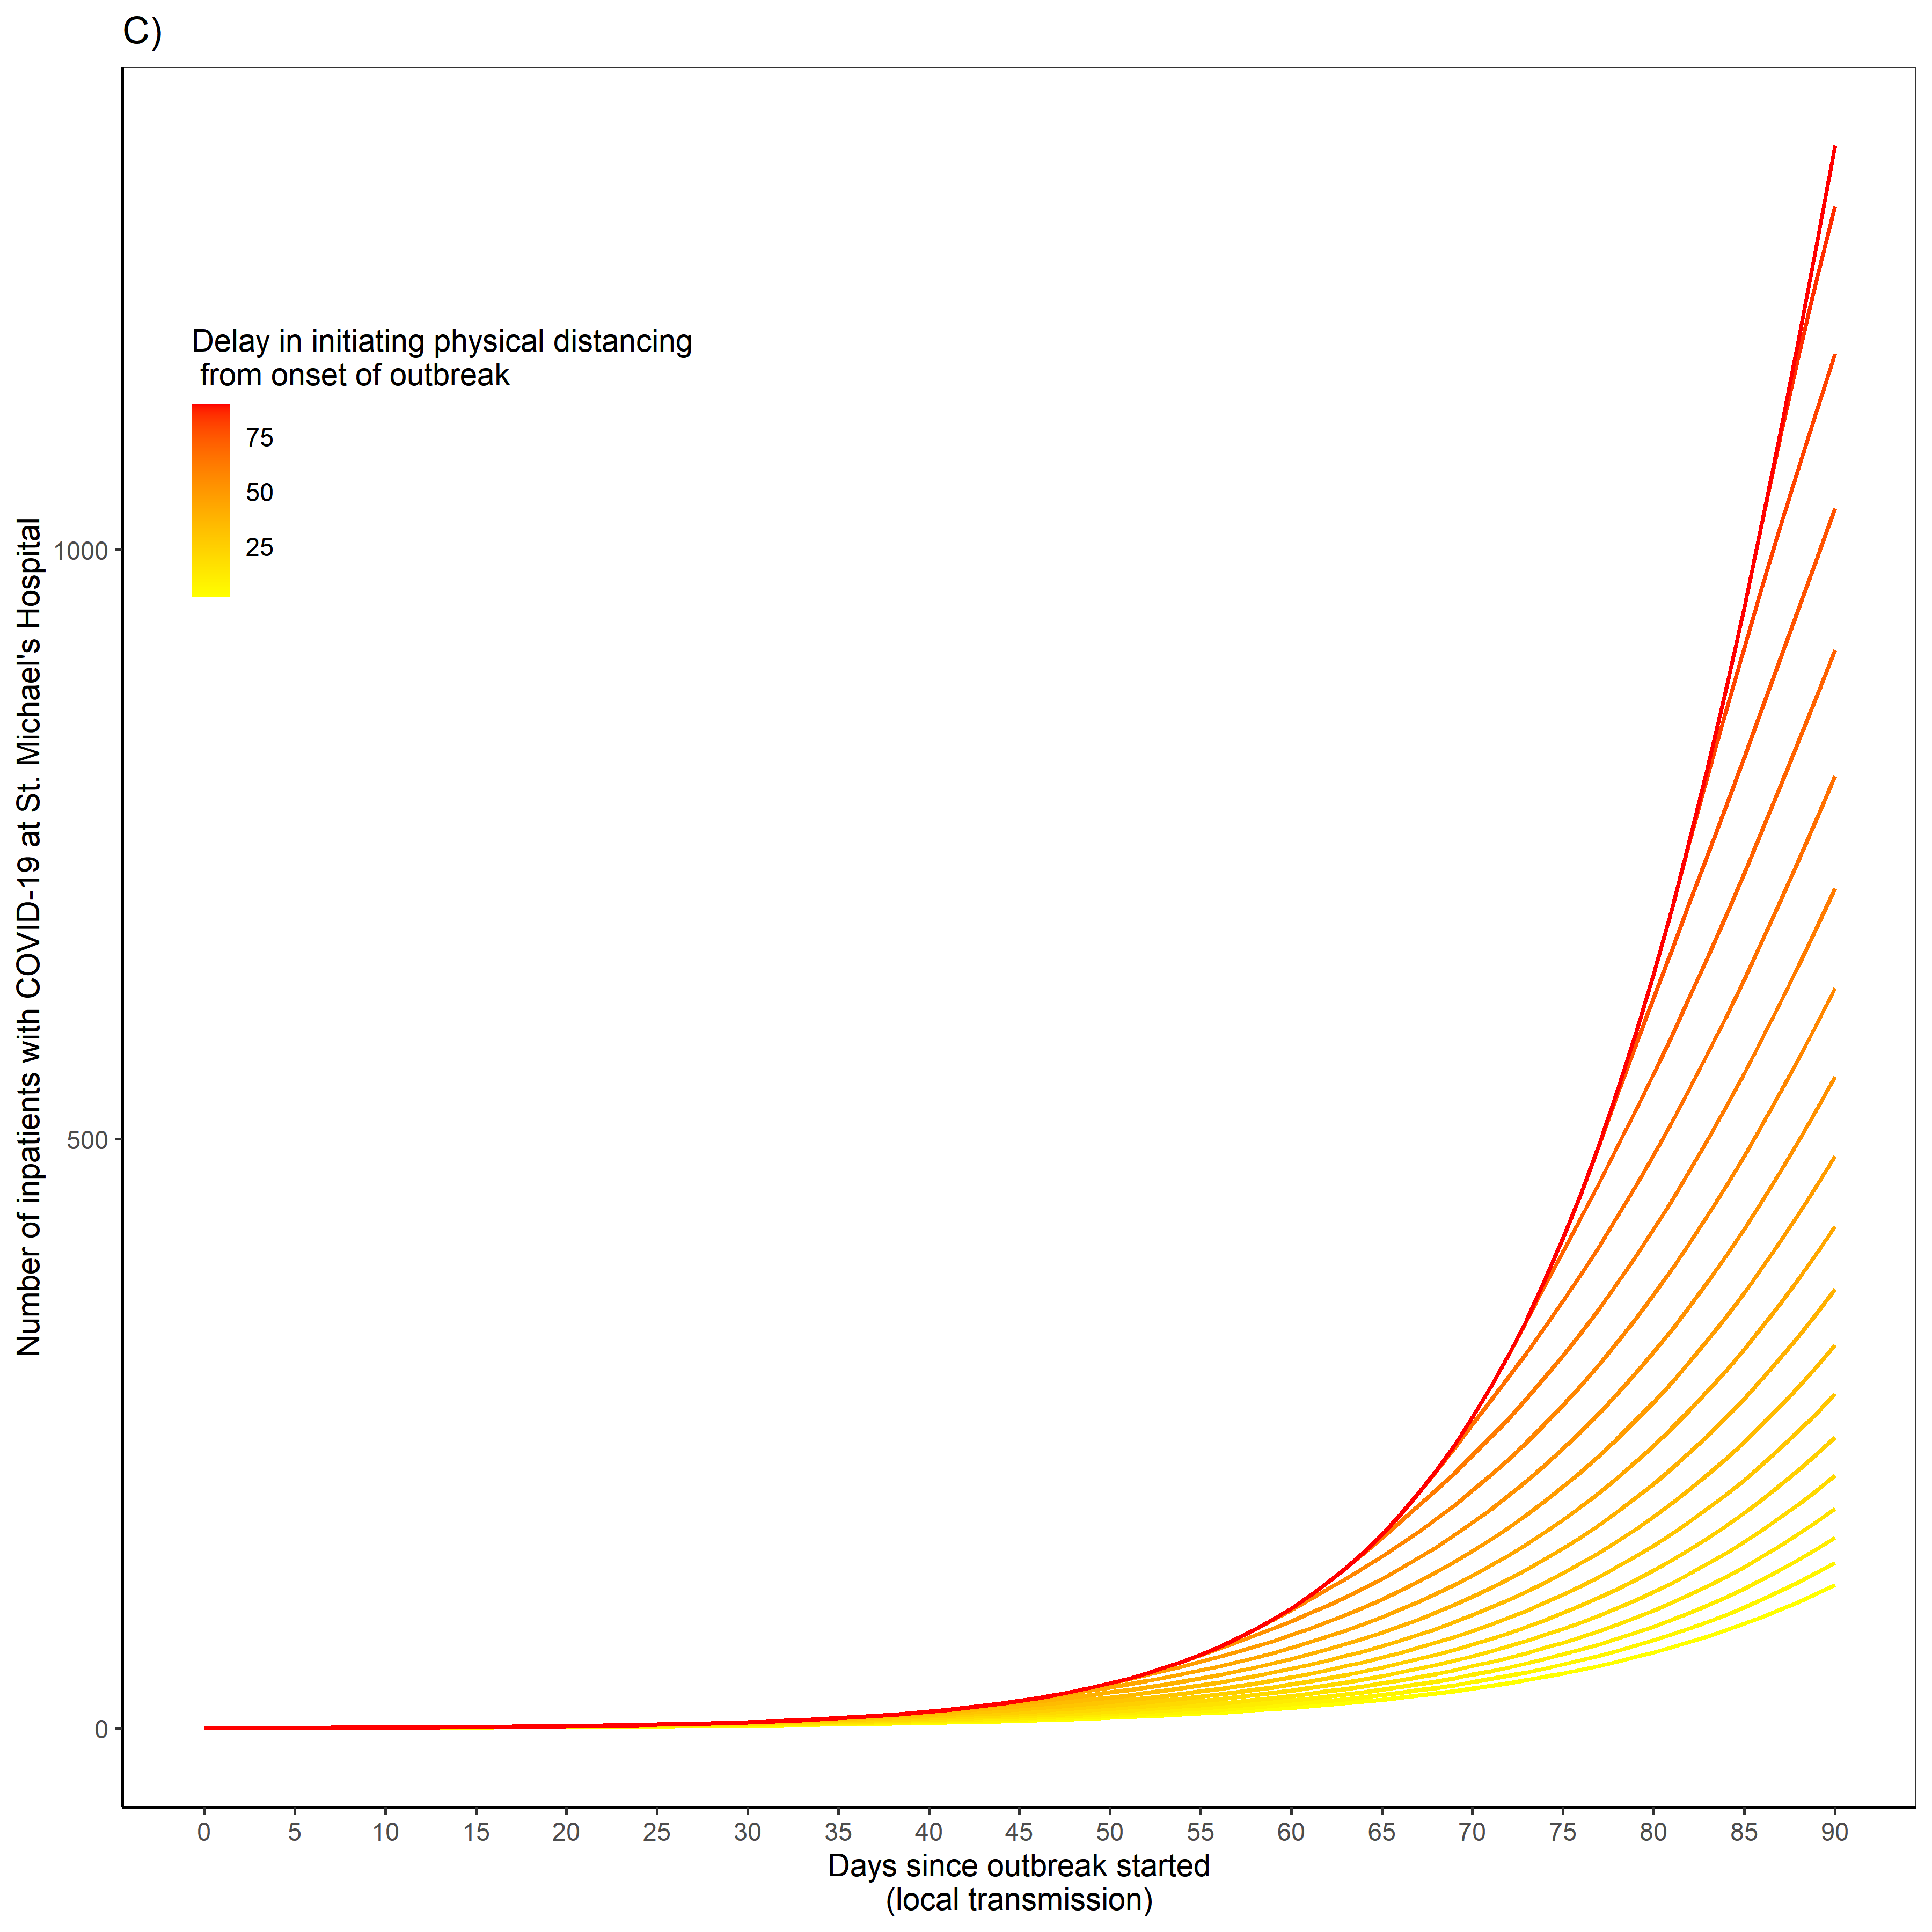 C)
Delay in initiating physical distancing
from onset of outbreak
75
50
25
Number of inpatients with COVID-19 at St. Michael's Hospital
1000
500
0
0 5 10 15 20 25 30 35 40 45 50 55 60 65 70 75 80 85 90
Days since outbreak started
(local transmission)